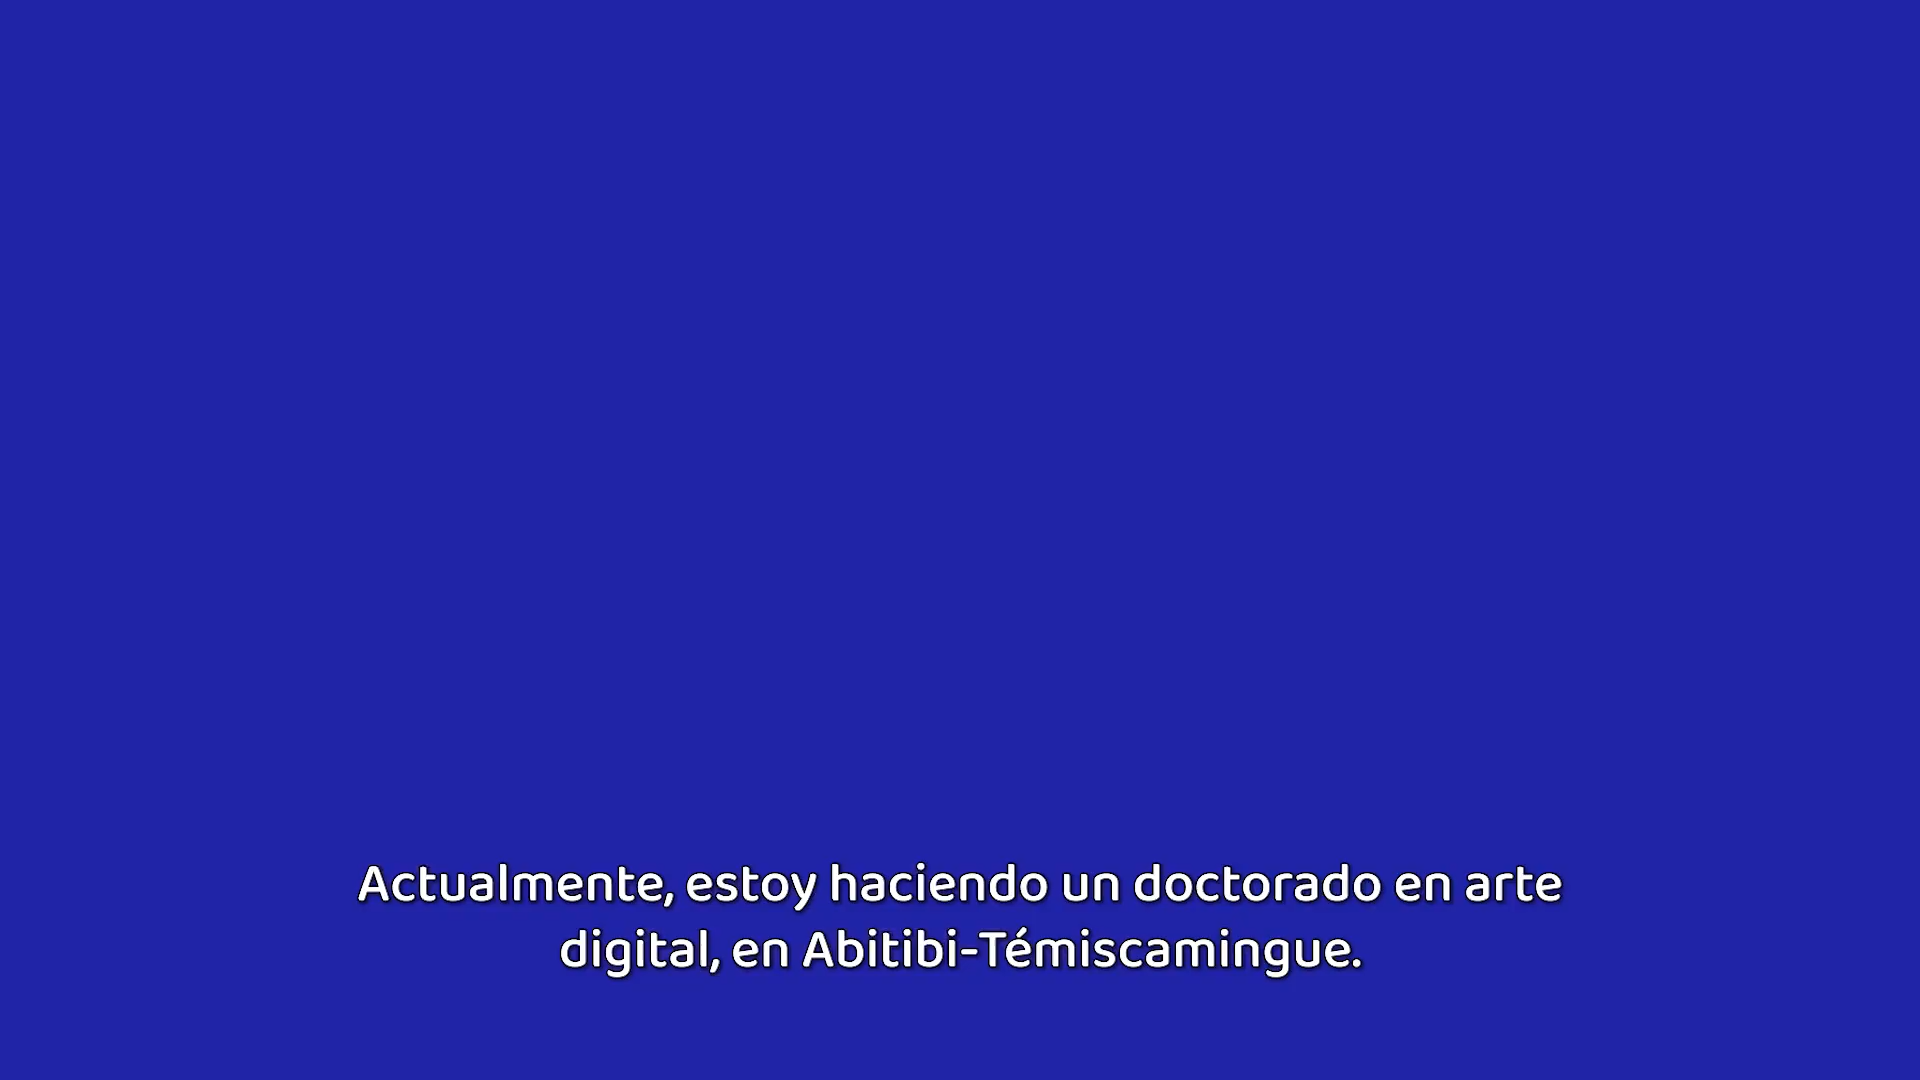 Actualmente, estoy haciendo un doctorado en arte
digital, en Abitibi-Témiscamingue.